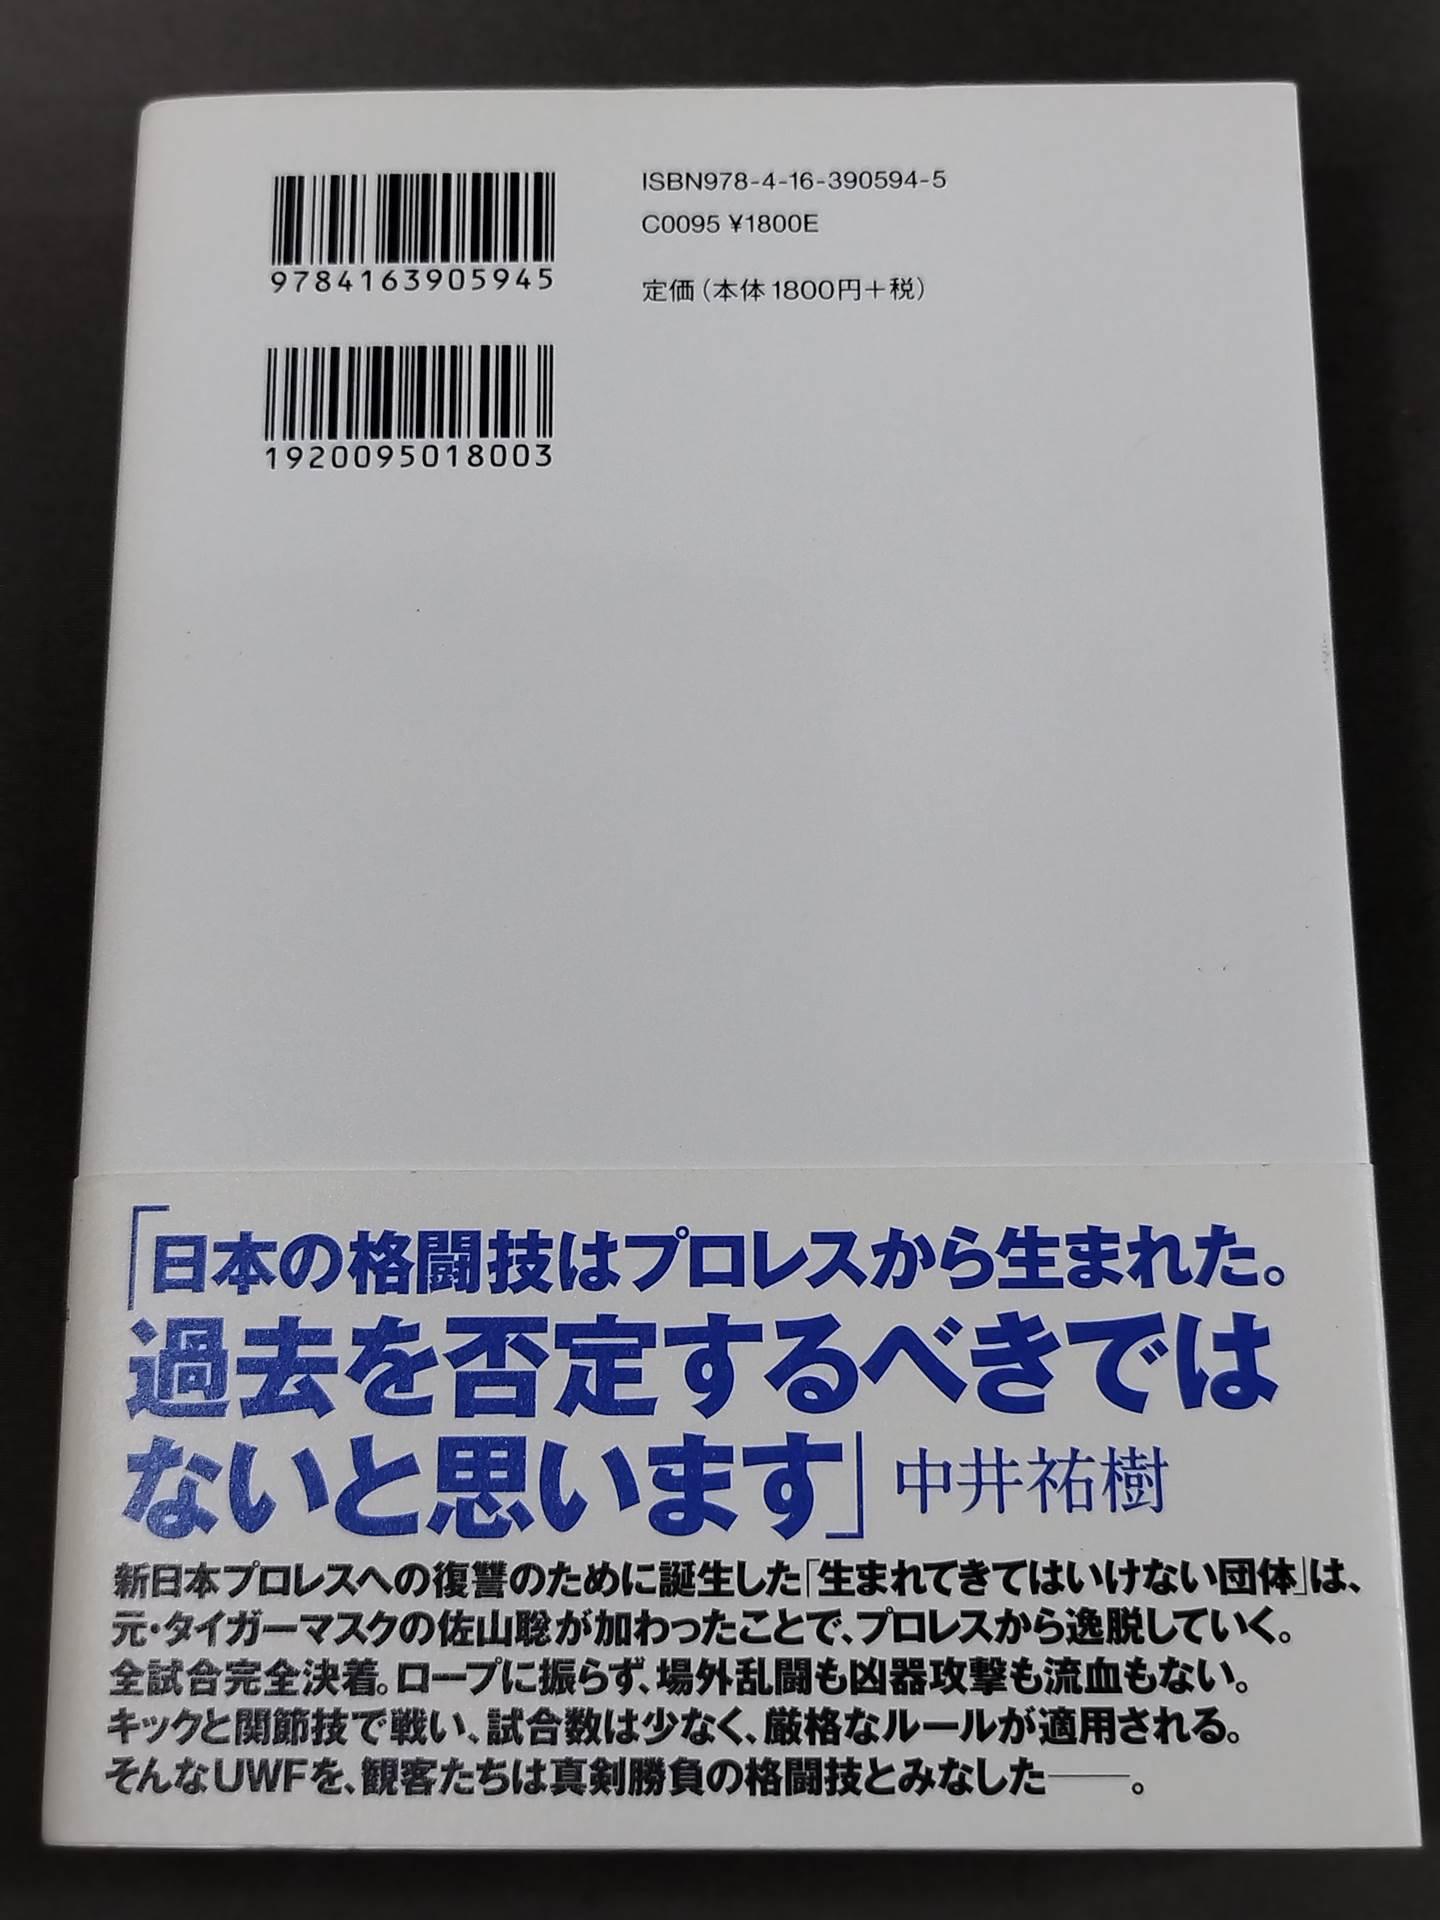 9784163905945
1920095018003
ISBN978-4-16-390594-5
C0095 ¥1800E
定価（本体1800円+税）
「日本の格闘技はプロレスから生まれた。
過去を否定するべきでは
ないと思います」中井祐樹
新日本プロレスへの復讐のために誕生した「生まれてきてはいけない団体」は、
元・タイガーマスクの佐山聡が加わったことで、プロレスから逸脱していく。
全試合完全決着。ロープに振らず、場外乱闘も凶器攻撃も流血もない。
キックと関節技で戦い、試合数は少なく、厳格なルールが適用される。
そんなUWFを、観客たちは真剣勝負の格闘技とみなした――。